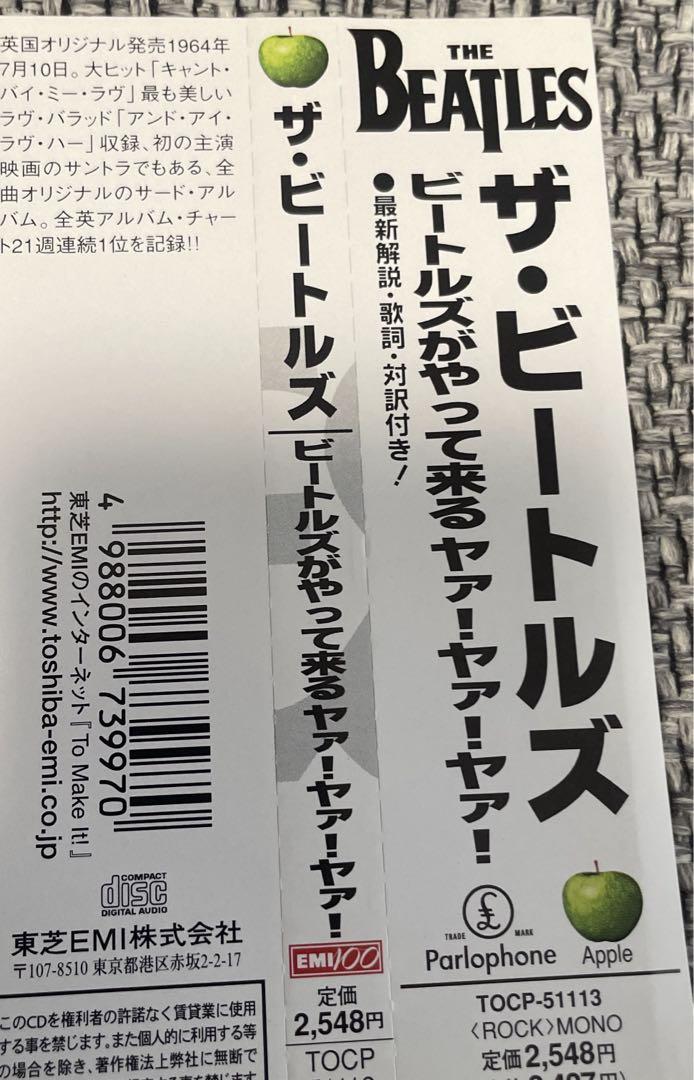 英国オリジナル発売1964年
7月10日。大ヒット「キャント・
バイ・ミー・ラヴ」最も美しい
ラヴ・バラッド「アンド・アイ・
ラヴ・ハー」収録、初の主演
映画のサントラでもある、全
曲オリジナルのサード・アル
バム。全英アルバム・チャー
ト21週連続1位を記録!!
4 988006 739970
東芝EMIのインターネット『To Make It!』
http://www.toshiba-emi.co.jp
COMPACT
disc
DIGITAL AUDIO
東芝EMI株式会社
〒107-8510 東京都港区赤坂2-2-17
このCDを権利者の許諾なく賃貸業に使用
する事を禁じます。また個人的に利用する等
の場合を除き、著作権法上弊社に無断で
ザ・ビートルズ
ビートルズがやって来るヤァ!ヤァ!ヤァ!
EMI100
定価
2,548円
TOCP
THE
BEATLES
ザ・ビートルズ
ビートルズがやって来るヤァ!ヤァ!ヤァ!
●最新解説・歌詞・対訳付き!
TRADE MARK
Parlophone
Apple
TOCP-51113
〈ROCK〉MONO
定価2,548円